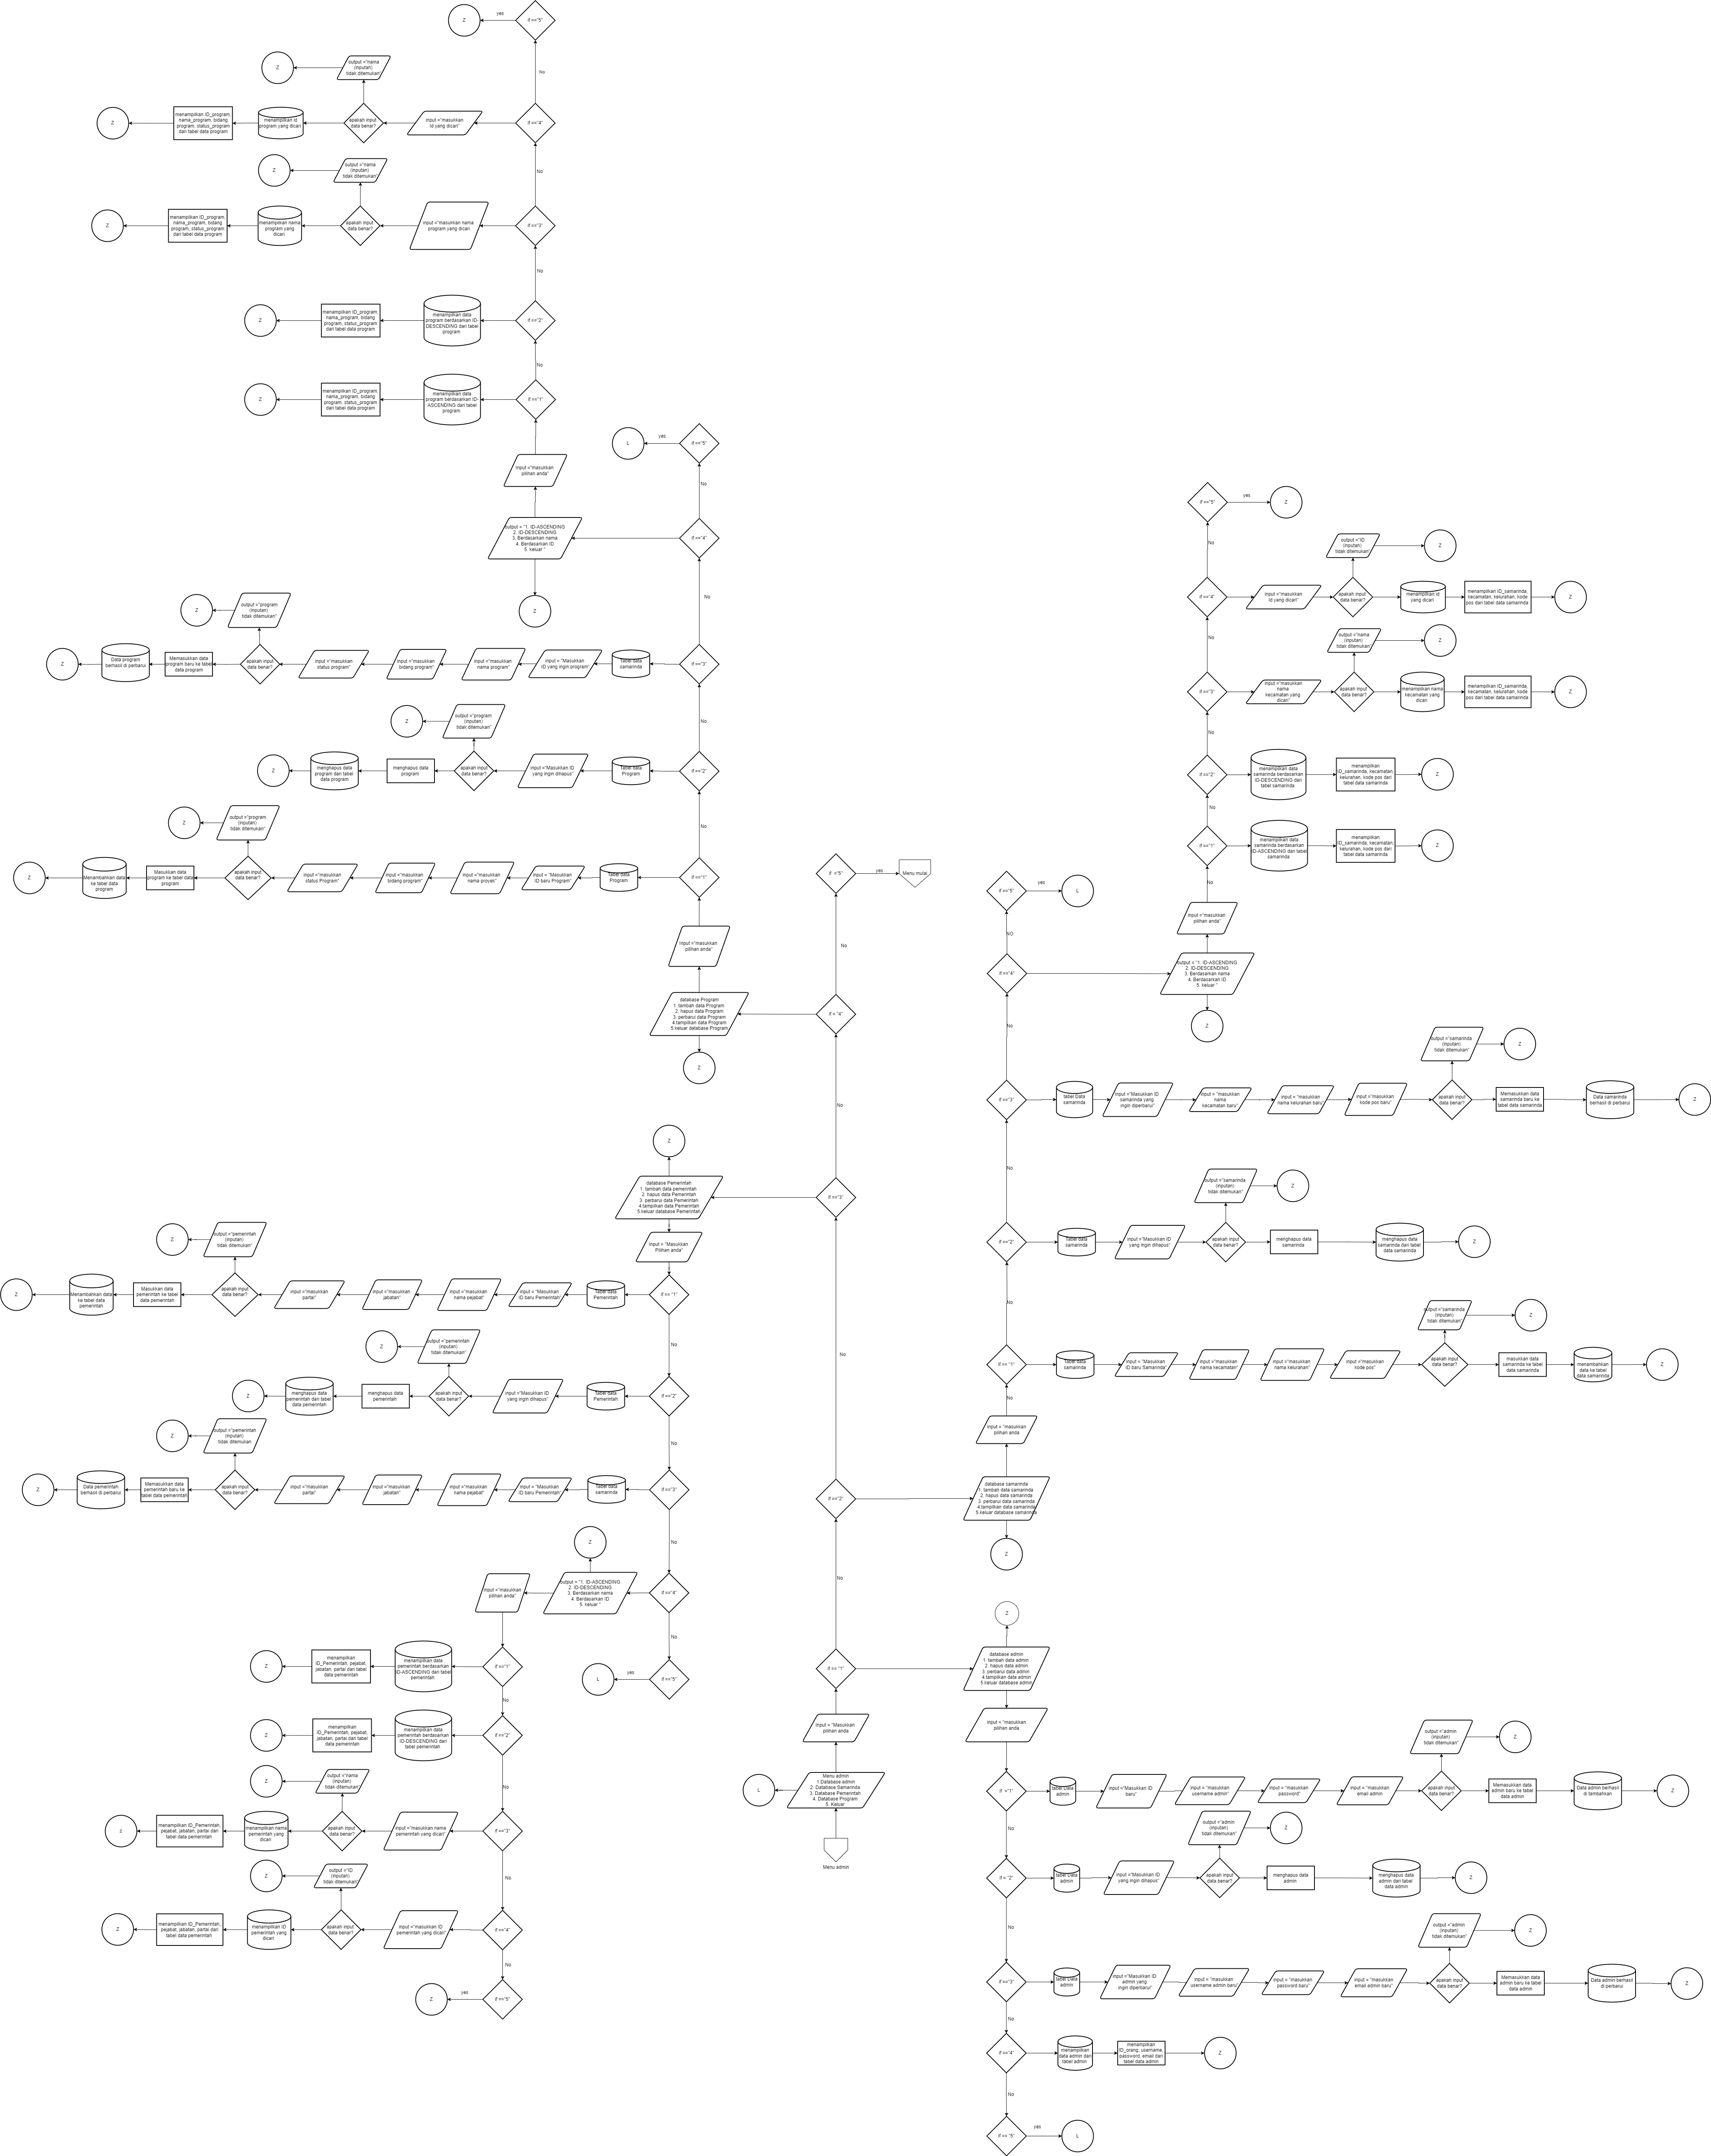 Z
yes
if =="5"
No
output ="nama
(inputan)
tidak ditemukan"
Z
Z
menampilkan ID_program,
nama_program, bidang
program, status_program
dari tabel data program
menampilkan id
program yang dicari
apakah input
data benar?
input ="masukkan
Id yang dicari"
if =="4"
No
output ="nama
(inputan)
tidak ditemukan"
Z
Z
menampilkan ID_program,
nama_program, bidang
program, status_program
dari tabel data program
menampilkan nama
program yang
dicari
apakah input
data benar?
input ="masukkan nama
program yang dicari
if =="3"
No
Z
menampilkan ID_program,
nama_program, bidang
program, status_program
dari tabel data program
menampilkan data
program berdasarkan ID-
DESCENDING dari tabel
program
if =="2"
No
Z
menampilkan ID_program,
nama_program, bidang
program, status_program
dari tabel data program
menampilkan data
program berdasarkan ID-
ASCENDING dari tabel
program
if =="1"
input ="masukkan
pilihan anda"
output = "1. ID-ASCENDING
2. ID-DESCENDING
3. Berdasarkan nama
4. Berdasarkan ID
5. keluar "
Z
L
yes
if =="5"
No
if =="4"
No
Z
output ="program
(inputan)
tidak ditemukan"
Z
Data program
berhasil di perbarui
Memasukkan data
program baru ke tabel
data program
apakah input
data benar?
input ="masukkan
status program"
input ="masukkan
bidang program"
input ="masukkan
nama program"
input = "Masukkan
ID yang ingin program"
Tabel data
samarinda
if =="3"
No
Z
output ="program
(inputan)
tidak ditemukan"
Z
menghapus data
program dari tabel
data program
menghapus data
program
apakah input
data benar?
input ="Masukkan ID
yang ingin dihapus"
Tabel data
Program
if =="2"
No
Z
output ="program
(inputan)
tidak ditemukan"
Z
Menambahkan data
ke tabel data
program
Masukkan data
program ke tabel data
program
apakah input
data benar?
input ="masukkan
status Program"
input ="masukkan
bidang program"
input ="masukkan
nama proyek"
input = "Masukkan
ID baru Program"
Tabel data
Program
if =="1"
input ="masukkan
pilihan anda"
database Program
1. tambah data Program
2. hapus data Program
3. perbarui data Program
4.tampilkan data Program
5.keluar database Program
Z
if ="5"
yes
Menu mulai
No
if = "4"
No
if =="3"
No
if =="2"
No
if == "1"
input = "Masukkan
pilihan anda
L
Menu admin
1.Database admin
2. Database Samarinda
3. Database Pemerintah
4. Database Program
5. Keluar
Menu admin
Z
database Pemerintah
1. tambah data pemerintah
2. hapus data Pemerintah
3. perbarui data Pemerintah
4.tampilkan data Pemerintah
5.keluar database Pemerintah
input = "Masukkan
Pilihan anda"
Z
output ="pemerintah
(inputan)
tidak ditemukan"
Z
Menambahkan data
ke tabel data
pemerintah
Masukkan data
pemerintah ke tabel
data pemerintah
apakah input
data benar?
input ="masukkan
partai"
input ="masukkan
jabatan"
input ="masukkan
nama pejabat"
input = "Masukkan
ID baru Pemerintah"
Tabel data
Pemerintah
if == "1"
No
Z
output ="pemerintah
(inputan)
tidak ditemukan"
Z
menghapus data
pemerintah dari tabel
data pemerintah
menghapus data
pemerintah
apakah input
data benar?
input ="Masukkan ID
yang ingin dihapus"
Tabel data
Pemerintah
if =="2"
No
Z
output ="pemerintah
(inputan)
tidak ditemukan
Z
Data pemerintah
berhasil di perbarui
Memasukkan data
pemerintah baru ke
tabel data pemerintah
apakah input
data benar?
input ="masukkan
partai"
input ="masukkan
jabatan"
input ="masukkan
nama pejabat"
input = "Masukkan
ID baru Pemerintah"
Tabel data
samarinda
if =="3"
No
Z
input ="masukkan
pilihan anda"
output = "1. ID-ASCENDING
2. ID-DESCENDING
3. Berdasarkan nama
4. Berdasarkan ID
5. keluar "
if =="4"
No
L
yes
if =="5"
Z
menampilkan
ID_Pemerintah, pejabat,
jabatan, partai dari tabel
data pemerintah
menampilkan data
pemerintah berdasarkan
ID-ASCENDING dari tabel
pemerintah
if =="1"
No
Z
menampilkan
ID_Pemerintah, pejabat,
jabatan, partai dari tabel
data pemerintah
menampilkan data
pemerintah berdasarkan
ID-DESCENDING dari
tabel pemerintah
if =="2"
No
Z
output ="nama
(inputan)
tidak ditemukan"
z
menampilkan ID_Pemerintah,
pejabat, jabatan, partai dari
tabel data pemerintah
menampilkan nama
pemerintah yang
dicari
apakah input
data benar?
input ="masukkan nama
pemerintah yang dicari"
if =="3"
No
Z
output ="ID
(inputan)
tidak ditemukan"
Z
menampilkan ID_Pemerintah,
pejabat, jabatan, partai dari
tabel data pemerintah
menampilkan ID
pemerintah yang
dicari
apakah input
data benar?
input ="masukkan ID
pemerintah yang dicari"
if =="4"
No
Z
yes
if =="5"
if =="5"
yes
Z
No
output ="ID
(inputan)
tidak ditemukan"
Z
if =="4"
input ="masukkan
Id yang dicari"
apakah input
data benar?
menampilkan id
yang dicari
menampilkan ID_samarinda,
kecamatan, kelurahan, kode
pos dari tabel data samarinda
Z
No
output ="nama
(inputan)
tidak ditemukan"
Z
if =="3"
input ="masukkan
nama
kecamatan yang
dicari"
apakah input
data benar?
menampilkan nama
kecamatan yang
dicari
menampilkan ID_samarinda,
kecamatan, kelurahan, kode
pos dari tabel data samarinda
Z
No
if =="2"
menampilkan data
samarinda berdasarkan
ID-DESCENDING dari
tabel samarinda
menampilkan
ID_samarinda, kecamatan,
kelurahan, kode pos dari
tabel data samarinda
Z
No
if =="1"
menampilkan data
samarinda berdasarkan
ID-ASCENDING dari tabel
samarinda
menampilkan
ID_samarinda, kecamatan,
kelurahan, kode pos dari
tabel data samarinda
Z
No
input ="masukkan
pilihan anda"
output = "1. ID-ASCENDING
2. ID-DESCENDING
3. Berdasarkan nama
4. Berdasarkan ID
5. keluar "
Z
if =="5"
yes
L
NO
if =="4"
No
output ="samarinda
(inputan)
tidak ditemukan"
Z
if =="3"
tabel Data
samarinda
input ="Masukkan ID
samarinda yang
ingin diperbarui"
input = "masukkan
nama
kecamatan baru"
input = "masukkan
nama kelurahan baru"
input ="masukkan
kode pos baru"
apakah input
data benar?
Memasukkan data
samarinda baru ke
tabel data samarinda
Data samarinda
berhasil di perbarui
Z
No
output ="samarinda
(inputan)
tidak ditemukan"
Z
if =="2"
Tabel data
samarinda
input ="Masukkan ID
yang ingin dihapus"
apakah input
data benar?
menghapus data
samarinda
menghapus data
samarinda dari tabel
data samarinda
Z
No
output ="samarinda
(inputan)
tidak ditemukan"
Z
if == "1"
Tabel data
samarinda
input = "Masukkan
ID baru Samarinda"
input ="masukkan
nama kecamatan"
input ="masukkan
nama kelurahan"
input ="masukkan
kode pos"
apakah input
data benar?
masukkan data
samarinda ke tabel
data samarinda
menambahkan
data ke tabel
data samarinda
Z
No
input = "masukkan
pilihan anda
database samarinda
1. tambah data samarinda
2. hapus data samarinda
3. perbarui data samarinda
4.tampilkan data samarinda
5.keluar database samarinda
Z
Z
database admin
1. tambah data admin
2. hapus data admin
3. perbarui data admin
4.tampilkan data admin
5.keluar database admin
input = "masukkan
pilihan anda
output ="admin
(inputan)
tidak ditemukan"
Z
if ="1"
tabel Data
admin
input ="Masukkan ID
baru"
input = "masukkan
username admin"
input = "masukkan
password"
input = "masukkan
email admin
apakah input
data benar?
Memasukkan data
admin baru ke tabel
data admin
Data admin berhasil
di tambahkan
Z
No
output ="admin
(inputan)
tidak ditemukan"
Z
if = "2"
tabel Data
admin
input ="Masukkan ID
yang ingin dihapus"
apakah input
data benar?
menghapus data
admin
menghapus data
admin dari tabel
data admin
Z
No
output ="admin
(inputan)
tidak ditemukan"
Z
if =="3"
tabel Data
admin
input ="Masukkan ID
admin yang
ingin diperbarui"
input = "masukkan
username admin baru"
input = "masukkan
password baru"
input = "masukkan
email admin baru"
apakah input
data benar?
Memasukkan data
admin baru ke tabel
data admin
Data admin berhasil
di perbarui
Z
No
if =="4"
menampilkan
data admin dari
tabel admin
menampilkan
ID_orang, username,
password, email dari
tabel data admin
Z
No
if == "5"
yes
L